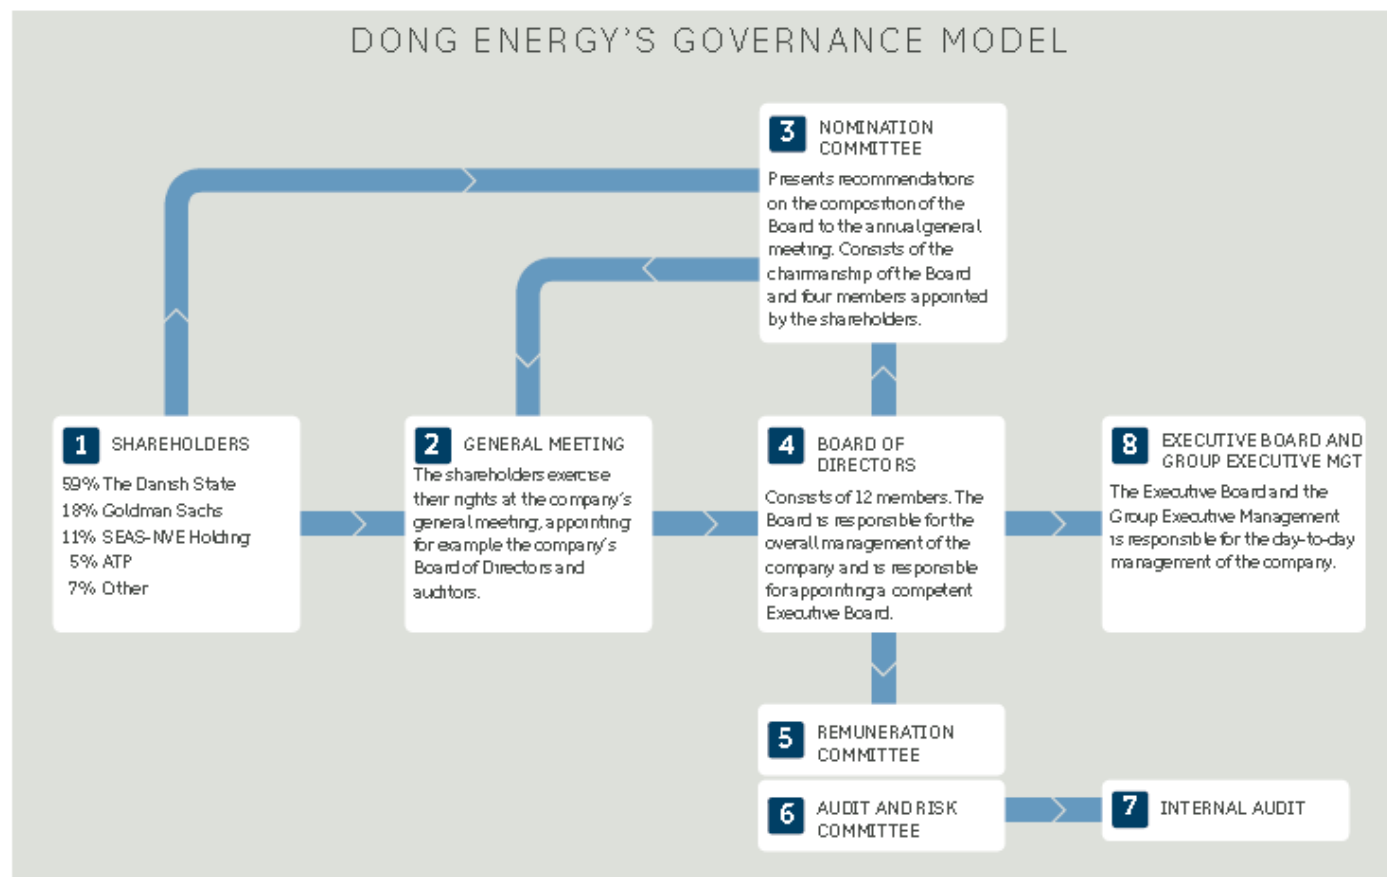 DONG ENERGY'S GOVERNANCE MODEL
3 NOMINATION
COMMITTEE
Presents recommendations
on the composition of the
Board to the annual general
meeting. Consists of the
chairmanship of the Board
and four members appointed
by the shareholders.
1 SHAREHOLDERS
59% The Danish State
18% Goldman Sachs
11% SEAS-NVE Holding
5% ATP
7% Other
2 GENERAL MEETING
The shareholders exercise
their rights at the company's
general meeting, appointing
for example the company's
Board of Directors and
auditors.
4 BOARD OF
DIRECTORS
Consists of 12 members. The
Board is responsible for the
overall management of the
company and is responsible
for appointing a competent
Executive Board.
8 EXECUTIVE BOARD AND
GROUP EXECUTIVE MGT
The Executive Board and the
Group Executive Management
is responsible for the day-to-day
management of the company.
5 REMUNERATION
COMMITTEE
6 AUDIT AND RISK
COMMITTEE
7 INTERNAL AUDIT